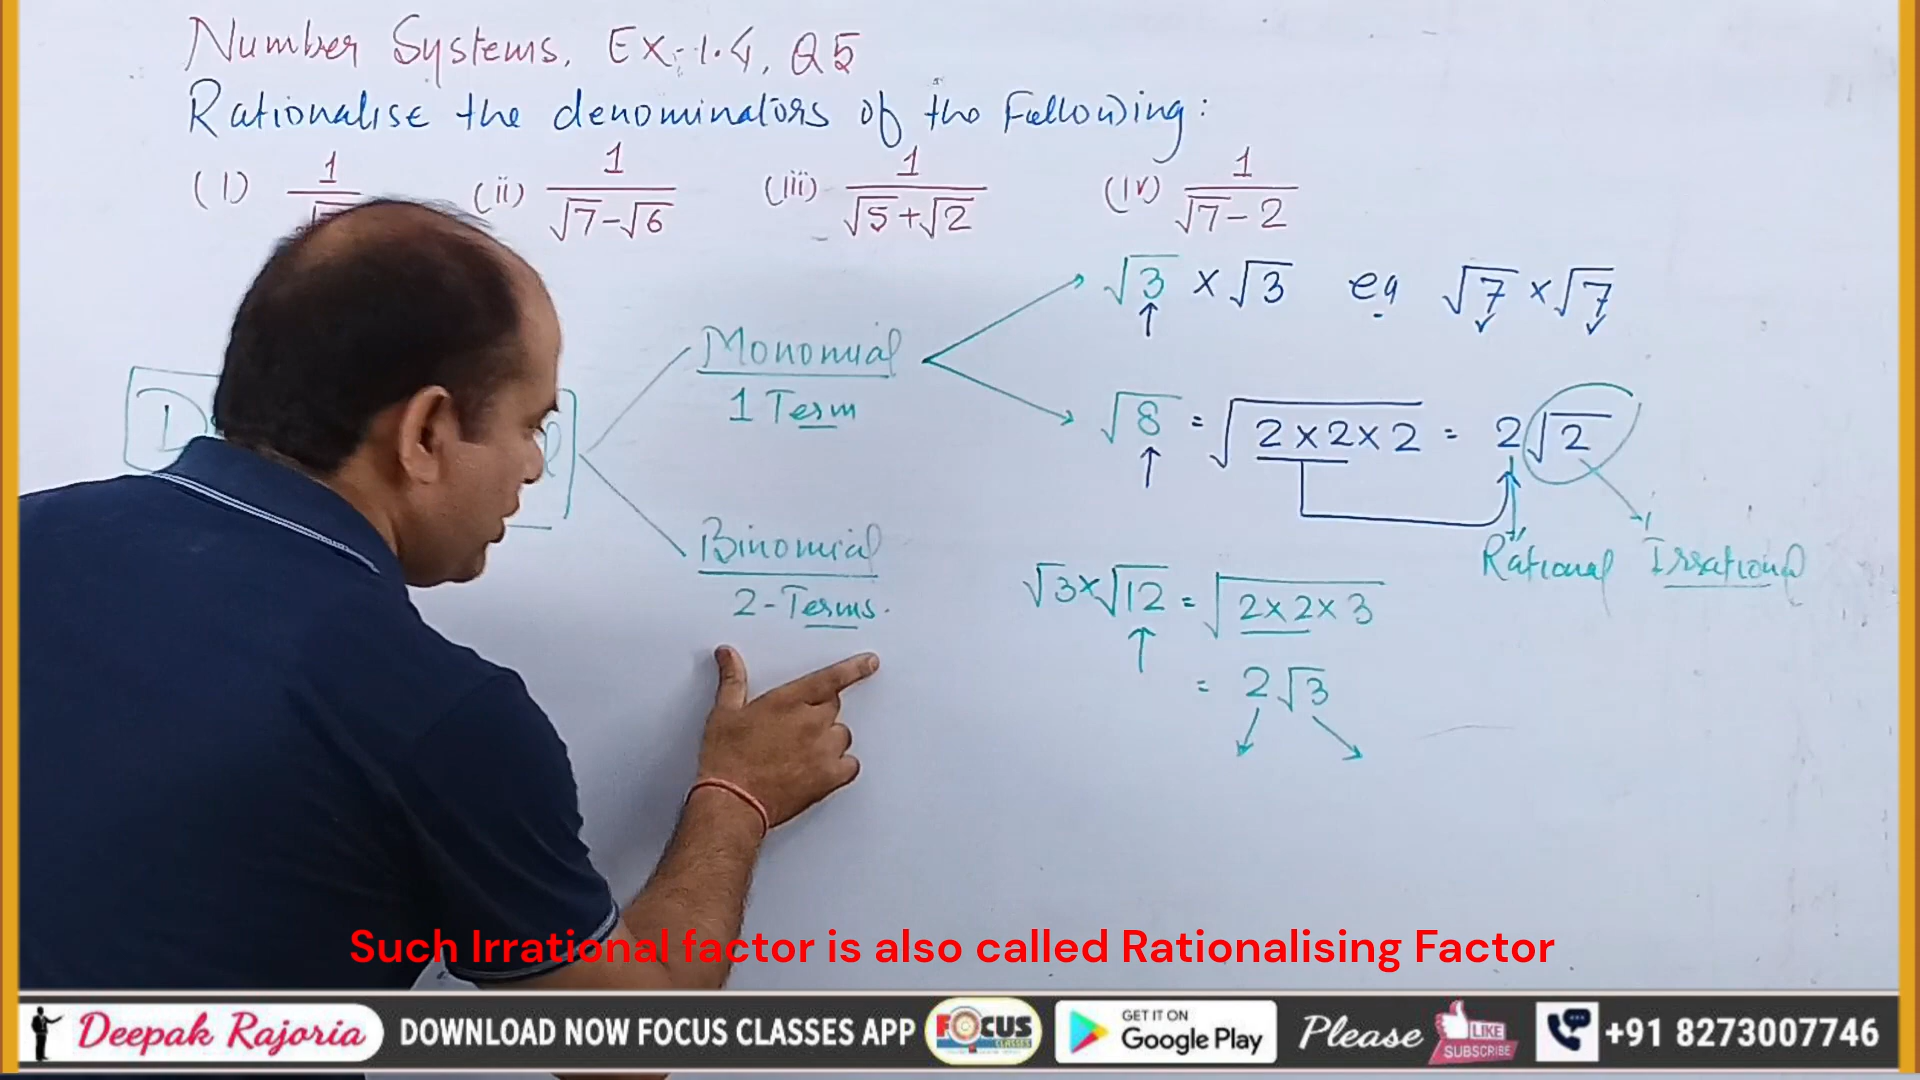 Number Systems, Ex-1.4, Q5
Rationalise the denominators of the Following:
(i) 1/√ (ii) 1/(√7-√6) (iii) 1/(√5+√2) (iv) 1/(√7-2)
√3 × √3 eg √7 × √7
Monomial
1 Term
√8 = √2×2×2 = 2√2
Rational Irrational
Binomial
2-Terms.
√3×√12 = √2×2×3
= 2√3
Such Irrational factor is also called Rationalising Factor
Deepak Rajoria DOWNLOAD NOW FOCUS CLASSES APP FOCUS CLASSES GET IT ON Google Play Please LIKE SUBSCRIBE +91 8273007746